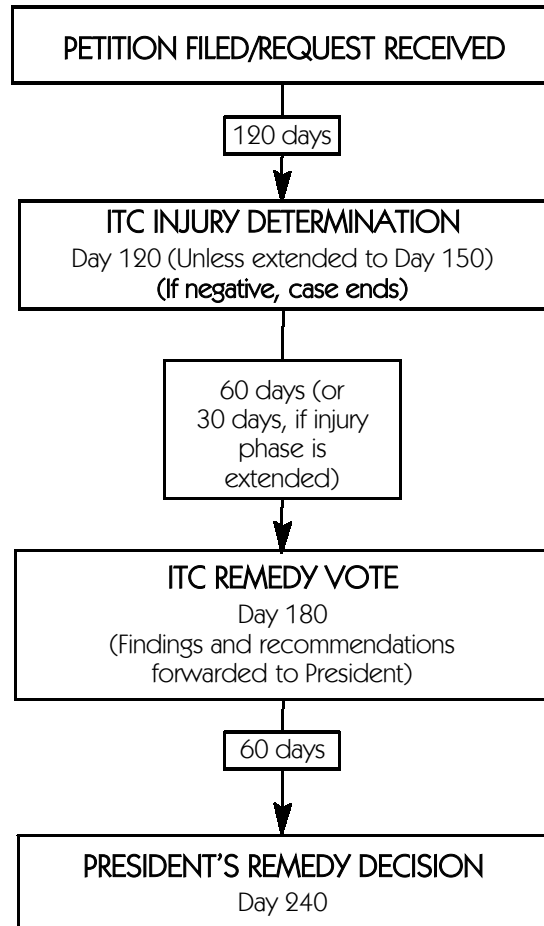 PETITION FILED/REQUEST RECEIVED
120 days
ITC INJURY DETERMINATION
Day 120 (Unless extended to Day 150)
(If negative, case ends)
60 days (or
30 days, if injury
phase is
extended)
ITC REMEDY VOTE
Day 180
(Findings and recommendations
forwarded to President)
60 days
PRESIDENT’S REMEDY DECISION
Day 240